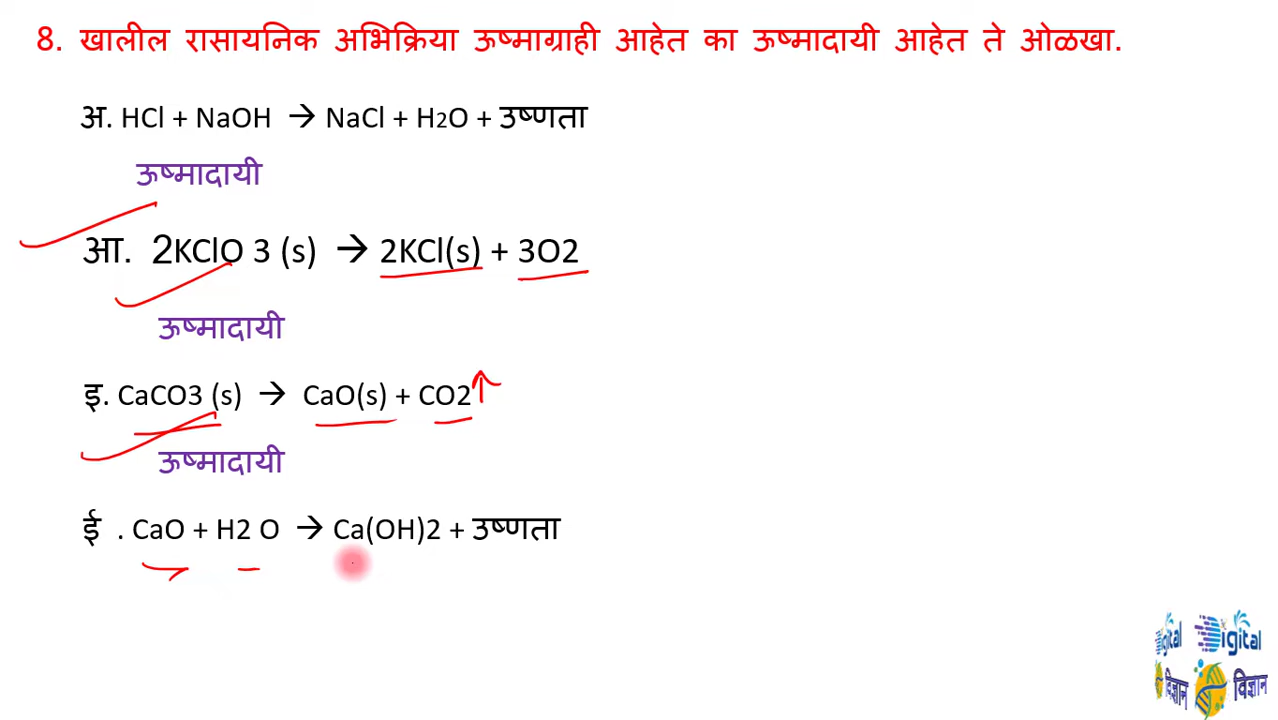 8. खालील रासायनिक अभिक्रिया ऊष्माग्राही आहेत का ऊष्मादायी आहेत ते ओळखा.
अ. HCl + NaOH → NaCl + H2O + उष्णता
ऊष्मादायी
आ. 2KClO 3 (s) → 2KCl(s) + 3O2
ऊष्मादायी
इ. CaCO3 (s) → CaO(s) + CO2↑
ऊष्मादायी
ई . CaO + H2 O → Ca(OH)2 + उष्णता
Digital
विज्ञान